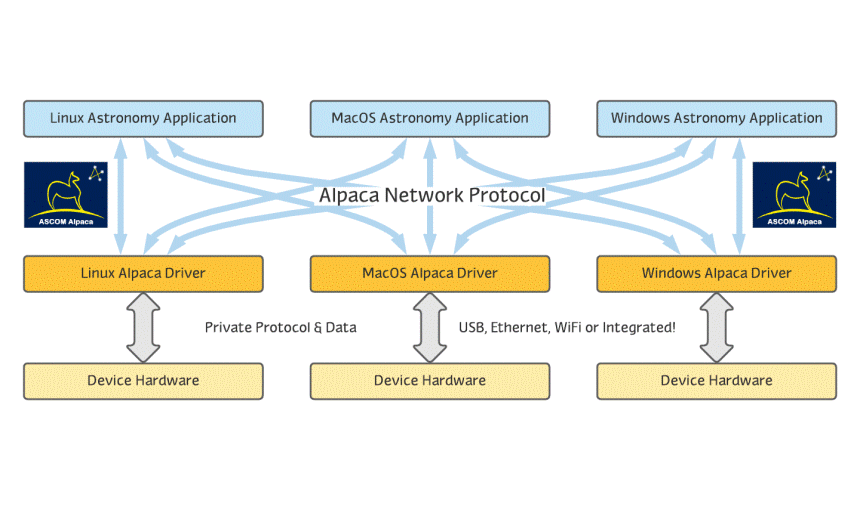 Linux Astronomy Application
MacOS Astronomy Application
Windows Astronomy Application
ASCOM Alpaca
Alpaca Network Protocol
ASCOM Alpaca
Linux Alpaca Driver
MacOS Alpaca Driver
Windows Alpaca Driver
Private Protocol & Data
USB, Ethernet, WiFi or Integrated!
Device Hardware
Device Hardware
Device Hardware